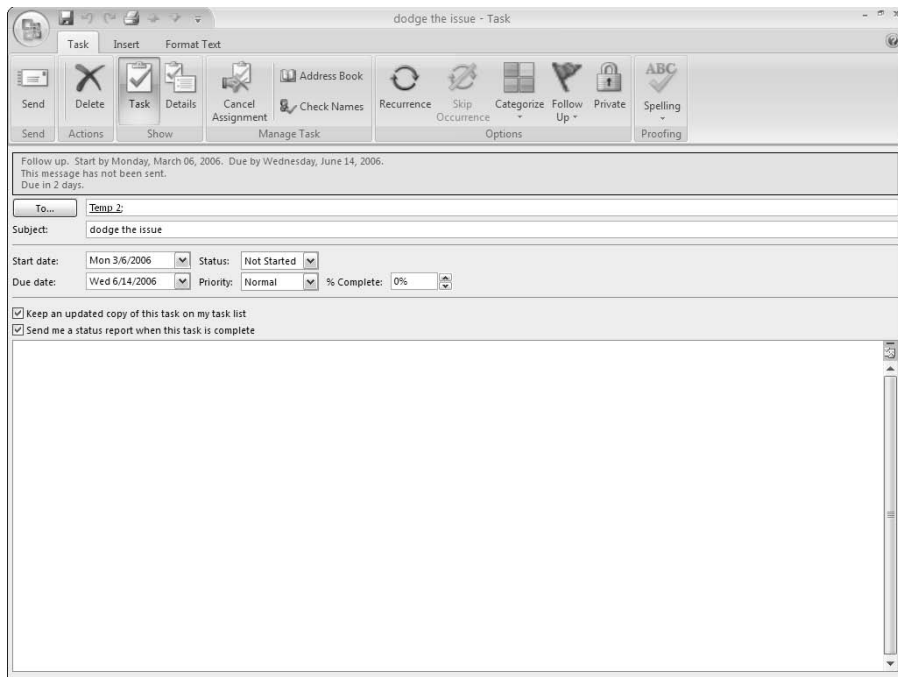 dodge the issue - Task
Task Insert Format Text
Send Delete Task Details Cancel Assignment Address Book Check Names Recurrence Skip Occurrence Categorize Follow Up Private ABC Spelling
Send Actions Show Manage Task Options Proofing
Follow up. Start by Monday, March 06, 2006. Due by Wednesday, June 14, 2006.
This message has not been sent.
Due in 2 days.
To... Temp 2;
Subject: dodge the issue
Start date: Mon 3/6/2006 Status: Not Started
Due date: Wed 6/14/2006 Priority: Normal % Complete: 0%
Keep an updated copy of this task on my task list
Send me a status report when this task is complete